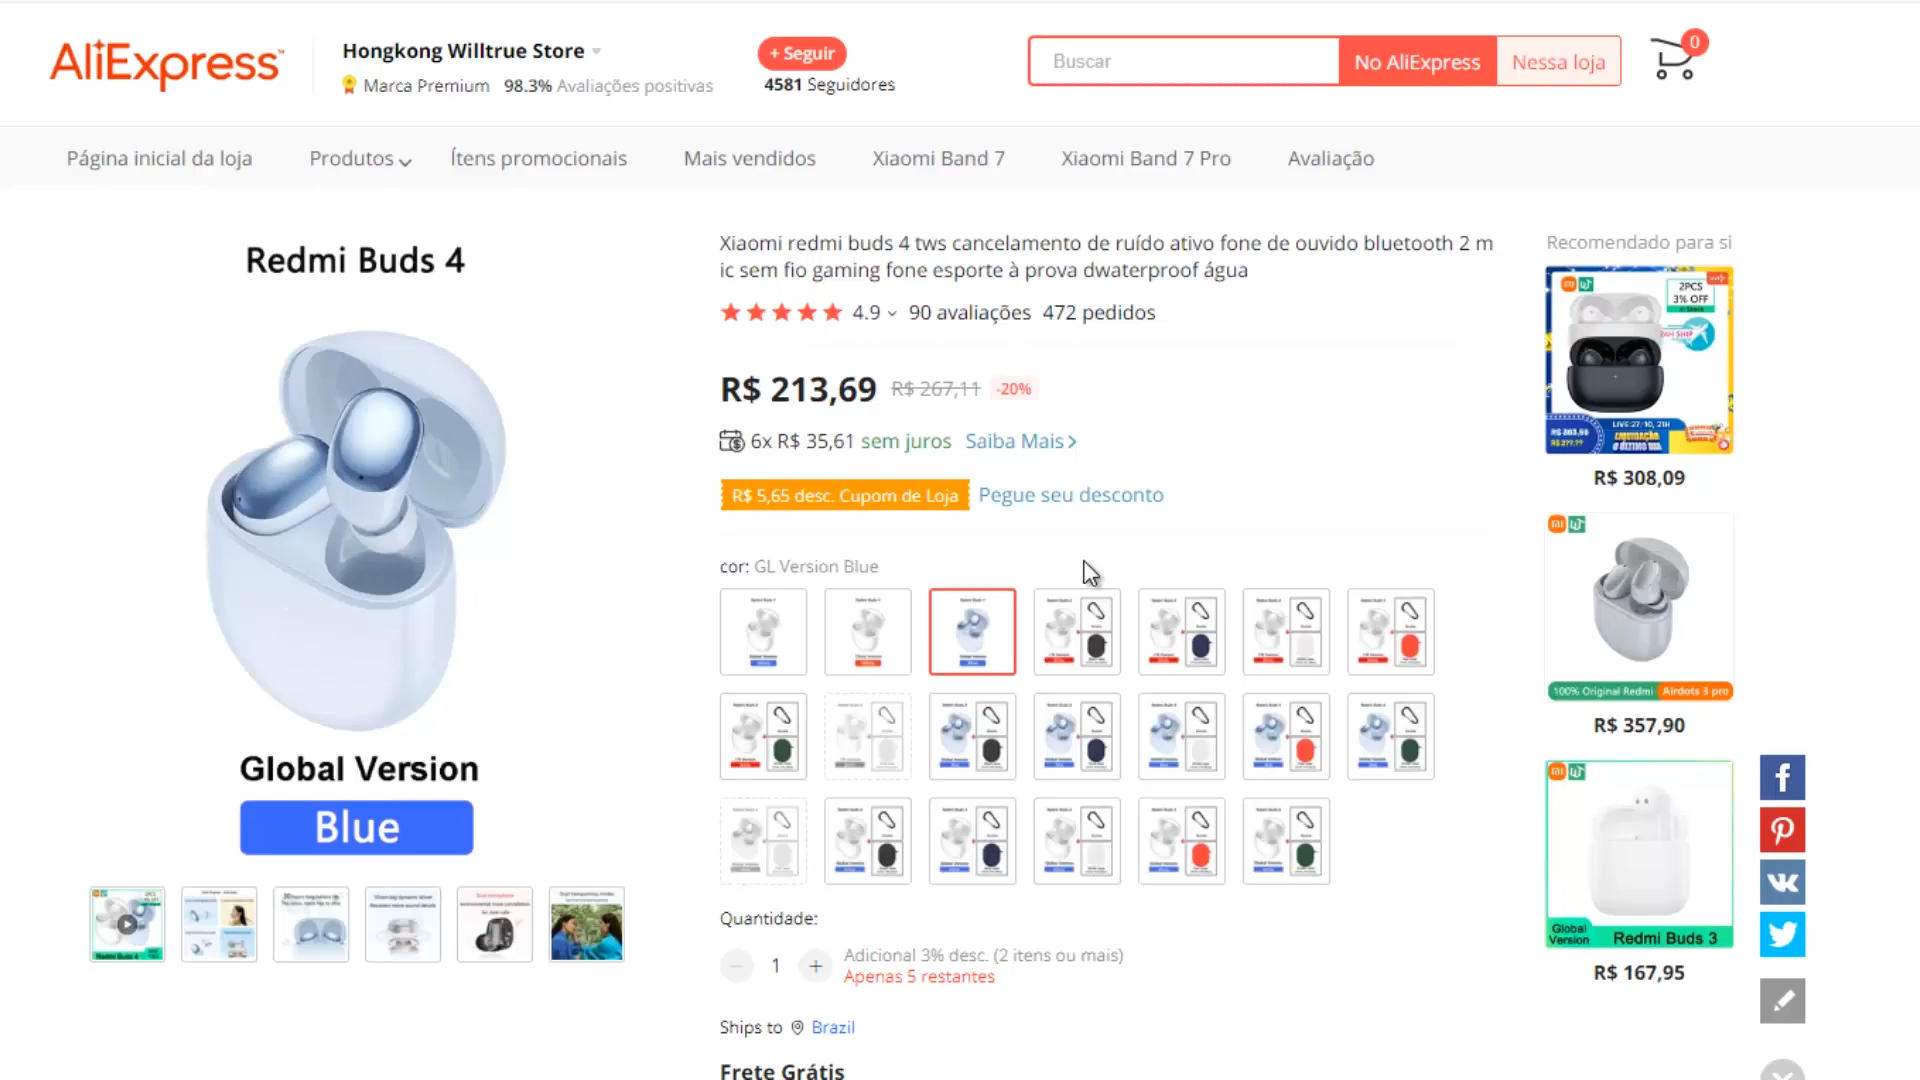 AliExpress
Hongkong Willtrue Store
Marca Premium 98.3% Avaliações positivas
+ Seguir
4581 Seguidores
Buscar
No AliExpress
Nessa loja
0
Página inicial da loja
Produtos
Ítens promocionais
Mais vendidos
Xiaomi Band 7
Xiaomi Band 7 Pro
Avaliação
Redmi Buds 4
Global Version
Blue
Xiaomi redmi buds 4 tws cancelamento de ruído ativo fone de ouvido bluetooth 2 m
ic sem fio gaming fone esporte à prova dwaterproof água
4.9
90 avaliações 472 pedidos
R$ 213,69 R$ 267,11 -20%
6x R$ 35,61 sem juros Saiba Mais
R$ 5,65 desc. Cupom de Loja Pegue seu desconto
cor: GL Version Blue
Quantidade:
1
+
Adicional 3% desc. (2 itens ou mais)
Apenas 5 restantes
Ships to Brazil
Frete Grátis
Recomendado para si
2PCS
3% OFF
LIVE:27/10, 21H
R$ 308,09
100% Original Redmi Airdots 3 pro
R$ 357,90
Global
Version
Redmi Buds 3
R$ 167,95